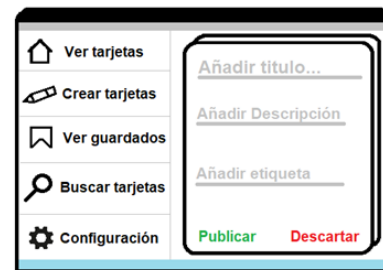 Ver tarjetas
Crear tarjetas
Ver guardados
Buscar tarjetas
Configuración
Añadir titulo...
Añadir Descripción
Añadir etiqueta
Publicar
Descartar